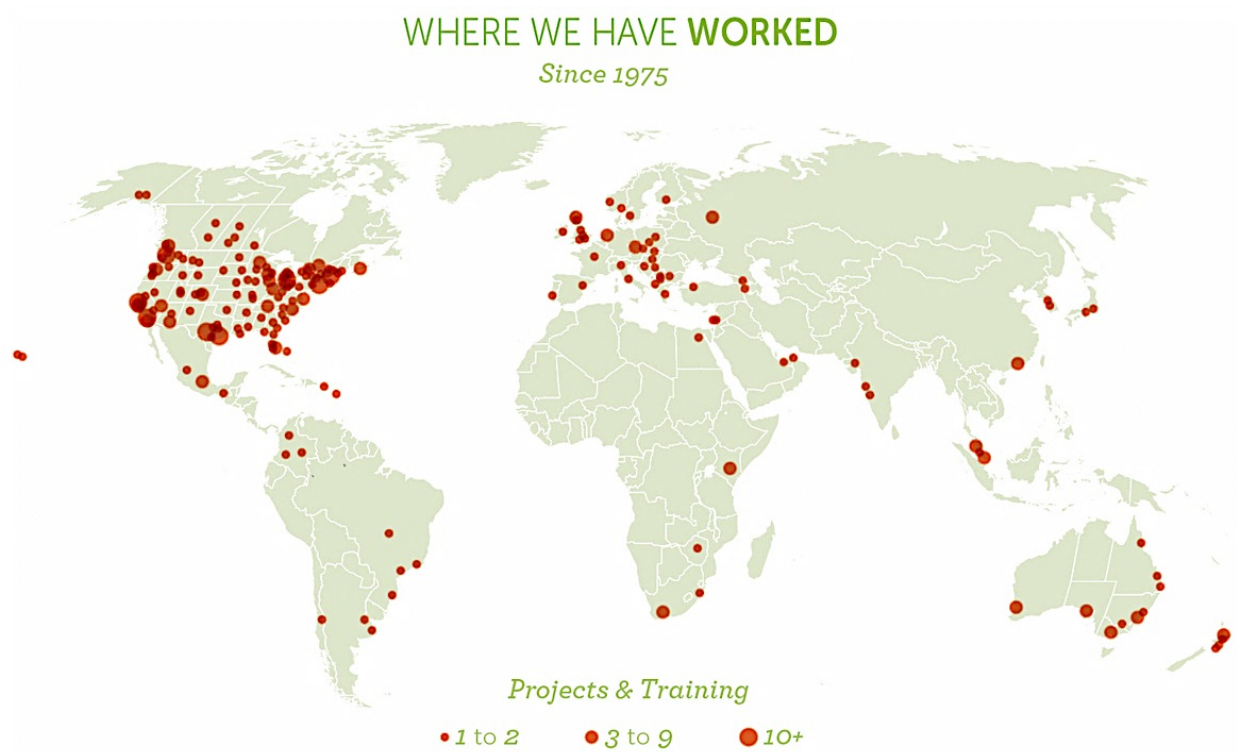 WHERE WE HAVE WORKED
Since 1975
Projects & Training
1 to 2 3 to 9 10+